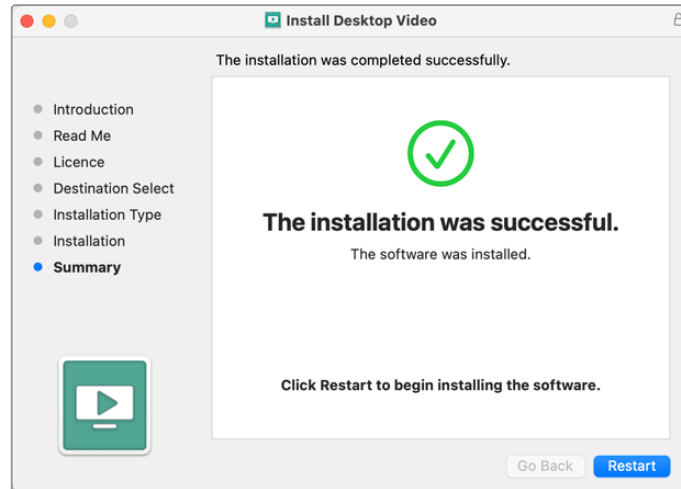 Install Desktop Video
The installation was completed successfully.
Introduction
Read Me
Licence
Destination Select
Installation Type
Installation
Summary
The installation was successful.
The software was installed.
Click Restart to begin installing the software.
Go Back
Restart